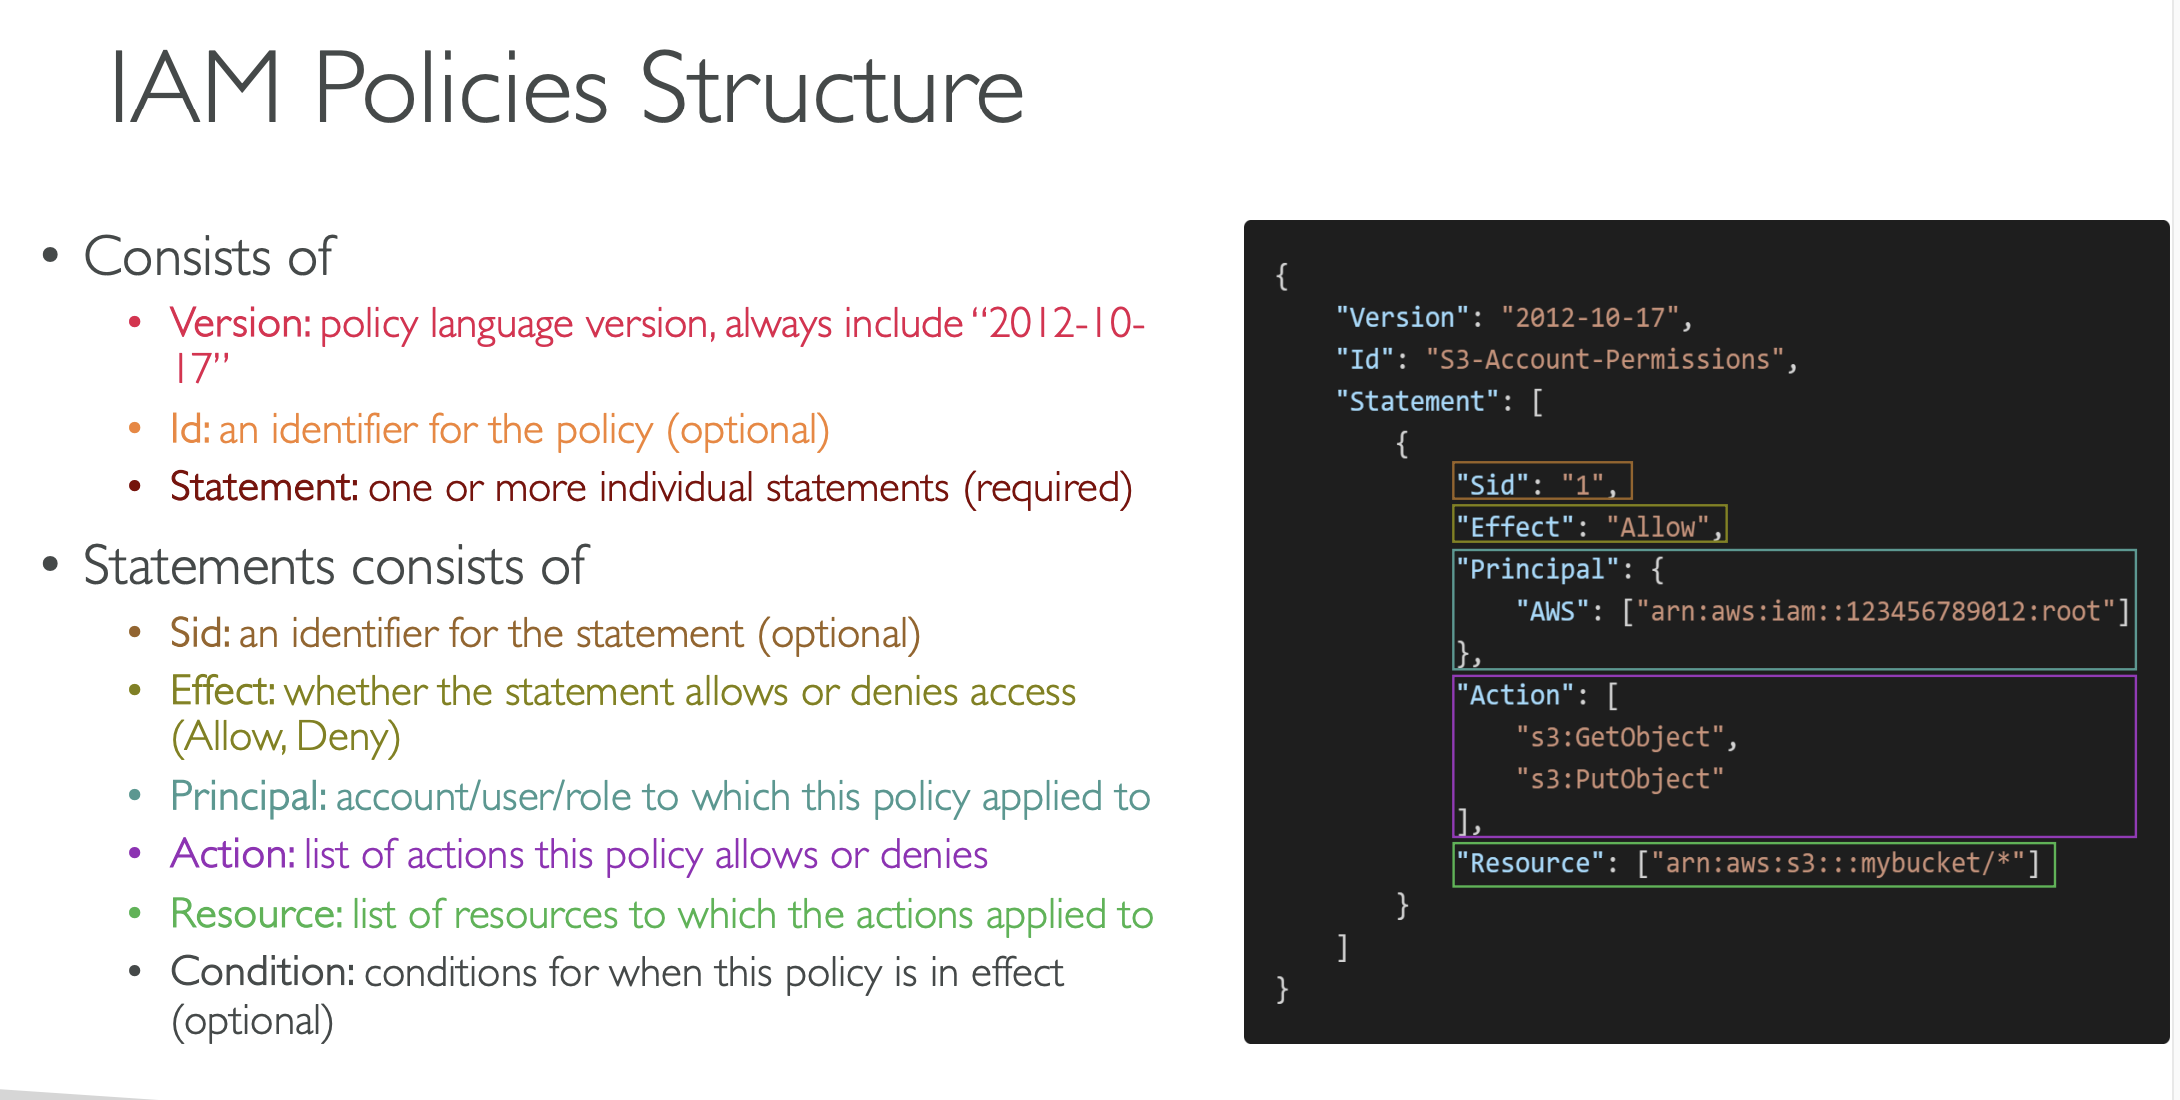 IAM Policies Structure
• Consists of
• Version: policy language version, always include “2012-10-
17”
• Id: an identifier for the policy (optional)
• Statement: one or more individual statements (required)
• Statements consists of
• Sid: an identifier for the statement (optional)
• Effect: whether the statement allows or denies access
(Allow, Deny)
• Principal: account/user/role to which this policy applied to
• Action: list of actions this policy allows or denies
• Resource: list of resources to which the actions applied to
• Condition: conditions for when this policy is in effect
(optional)
{
    "Version": "2012-10-17",
    "Id": "S3-Account-Permissions",
    "Statement": [
        {
            "Sid": "1",
            "Effect": "Allow",
            "Principal": {
                "AWS": ["arn:aws:iam::123456789012:root"]
            },
            "Action": [
                "s3:GetObject",
                "s3:PutObject"
            ],
            "Resource": ["arn:aws:s3:::mybucket/*"]
        }
    ]
}